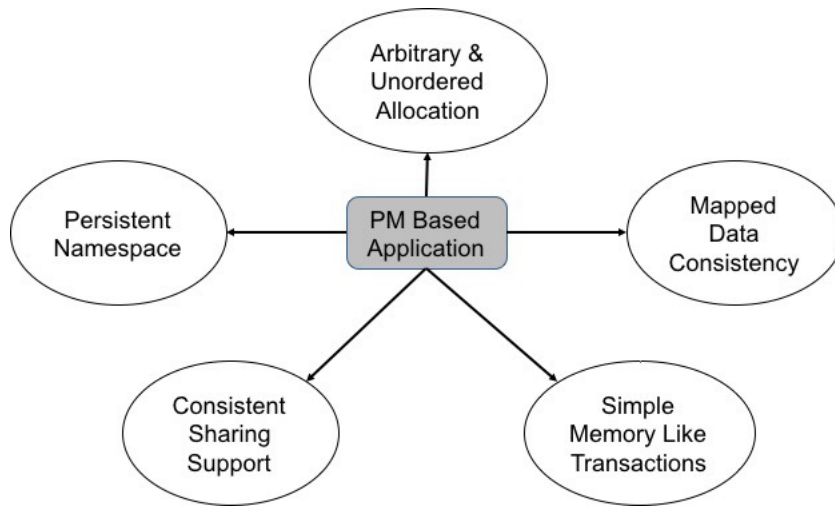 Arbitrary &
Unordered
Allocation
Persistent
Namespace
PM Based
Application
Mapped
Data
Consistency
Consistent
Sharing
Support
Simple
Memory Like
Transactions